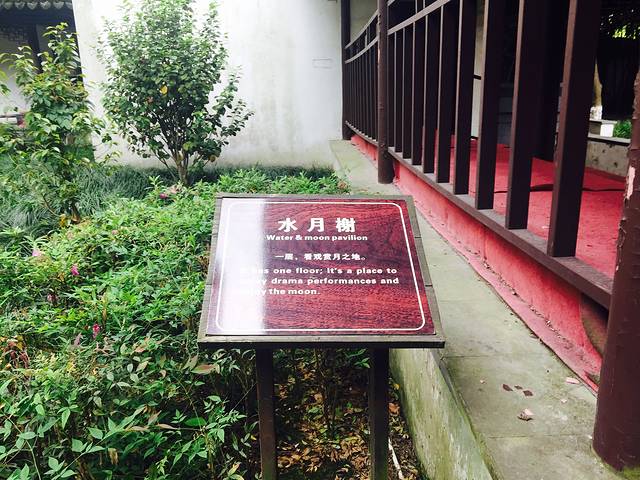 水月榭
Water & moon pavilion
一层、看戏赏月之地。
has one floor; it's a place to
drama performances and
the moon.